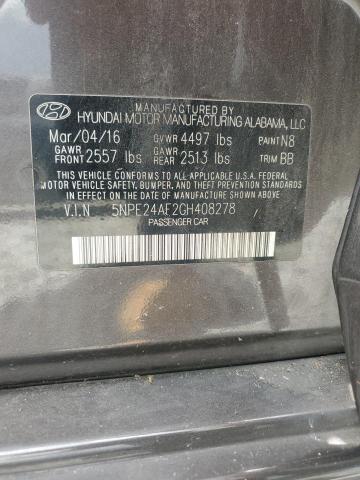 MANUFACTURED BY
HYUNDAI MOTOR MANUFACTURING ALABAMA, LLC
Mar/04/16 GVWR 4497 lbs PAINT N8
GAWR FRONT 2557 lbs GAWR REAR 2513 lbs TRIM BB
THIS VEHICLE CONFORMS TO ALL APPLICABLE U.S.A FEDERAL
MOTOR VEHICLE SAFETY, BUMPER, AND THEFT PREVENTION STANDARDS
IN EFFECT ON THE DATE OF MANUFACTURE SHOWN ABOVE.
V.I.N 5NPE24AF2GH408278 /
PASSENGER CAR